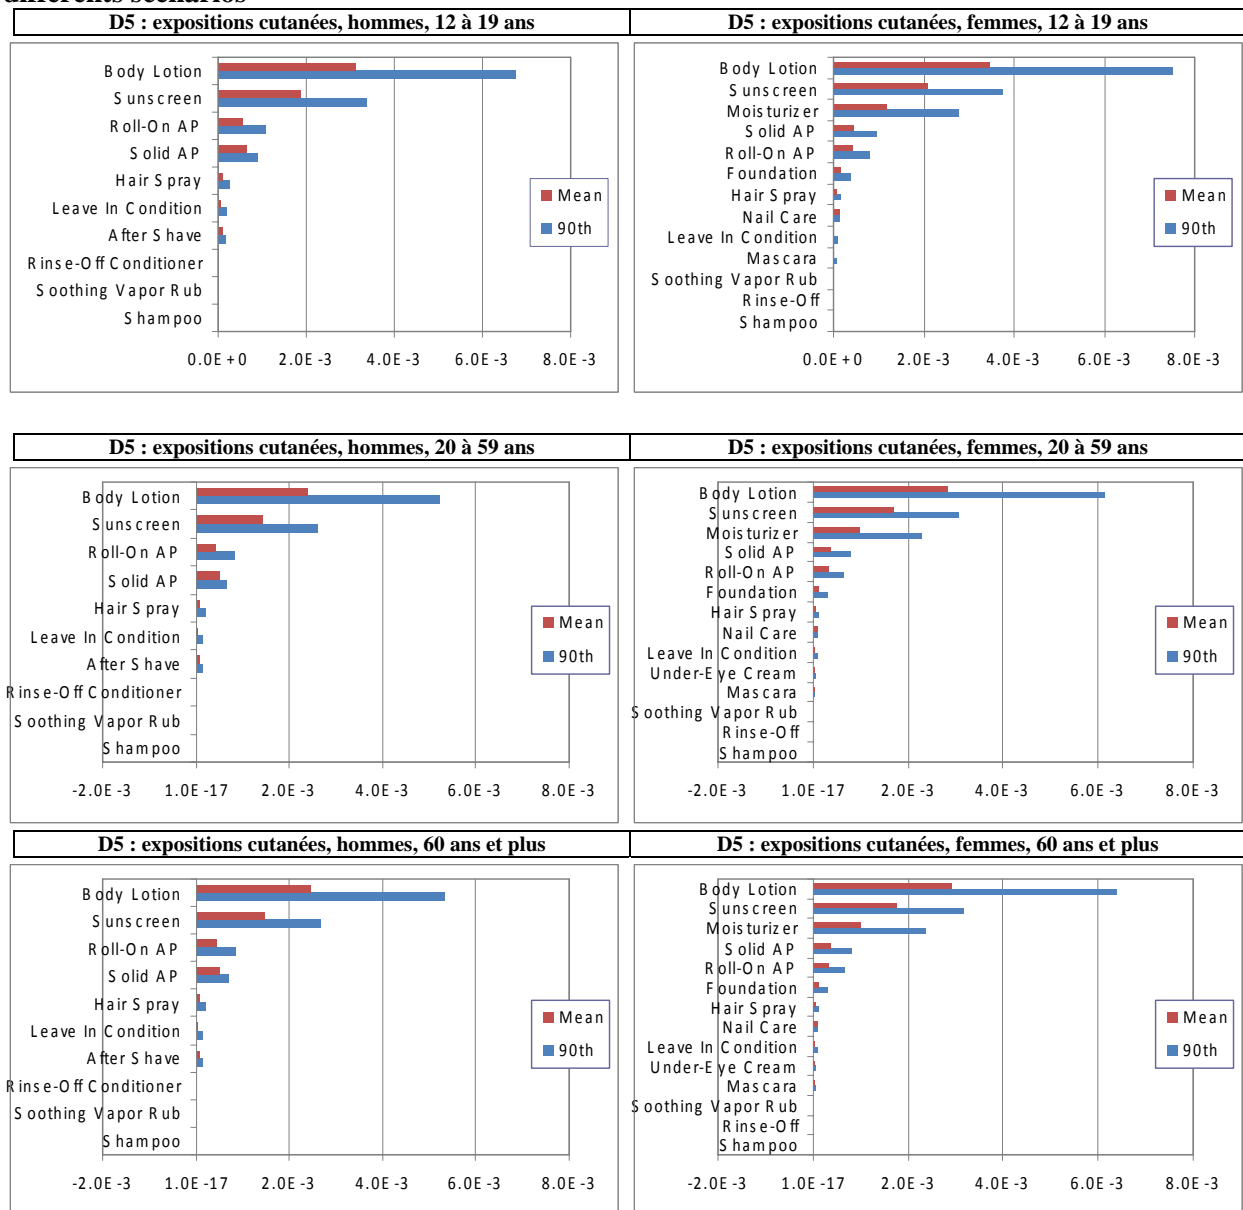 différents scénarios
D5 : expositions cutanées, hommes, 12 à 19 ans
Body Lotion
Sunscreen
Roll-On AP
Solid AP
Hair Spray
Leave In Condition
After Shave
Rinse-Off Conditioner
Soothing Vapor Rub
Shampoo
Mean
90th
0.0E+0 2.0E-3 4.0E-3 6.0E-3 8.0E-3
D5 : expositions cutanées, femmes, 12 à 19 ans
Body Lotion
Sunscreen
Moisturizer
Solid AP
Roll-On AP
Foundation
Hair Spray
Nail Care
Leave In Condition
Mascara
Soothing Vapor Rub
Rinse-Off
Shampoo
Mean
90th
0.0E+0 2.0E-3 4.0E-3 6.0E-3 8.0E-3
D5 : expositions cutanées, hommes, 20 à 59 ans
Body Lotion
Sunscreen
Roll-On AP
Solid AP
Hair Spray
Leave In Condition
After Shave
Rinse-Off Conditioner
Soothing Vapor Rub
Shampoo
Mean
90th
-2.0E-3 1.0E-17 2.0E-3 4.0E-3 6.0E-3 8.0E-3
D5 : expositions cutanées, femmes, 20 à 59 ans
Body Lotion
Sunscreen
Moisturizer
Solid AP
Roll-On AP
Foundation
Hair Spray
Nail Care
Leave In Condition
Under-Eye Cream
Mascara
Soothing Vapor Rub
Rinse-Off
Shampoo
Mean
90th
-2.0E-3 1.0E-17 2.0E-3 4.0E-3 6.0E-3 8.0E-3
D5 : expositions cutanées, hommes, 60 ans et plus
Body Lotion
Sunscreen
Roll-On AP
Solid AP
Hair Spray
Leave In Condition
After Shave
Rinse-Off Conditioner
Soothing Vapor Rub
Shampoo
Mean
90th
-2.0E-3 1.0E-17 2.0E-3 4.0E-3 6.0E-3 8.0E-3
D5 : expositions cutanées, femmes, 60 ans et plus
Body Lotion
Sunscreen
Moisturizer
Solid AP
Roll-On AP
Foundation
Hair Spray
Nail Care
Leave In Condition
Under-Eye Cream
Mascara
Soothing Vapor Rub
Rinse-Off
Shampoo
Mean
90th
-2.0E-3 1.0E-17 2.0E-3 4.0E-3 6.0E-3 8.0E-3